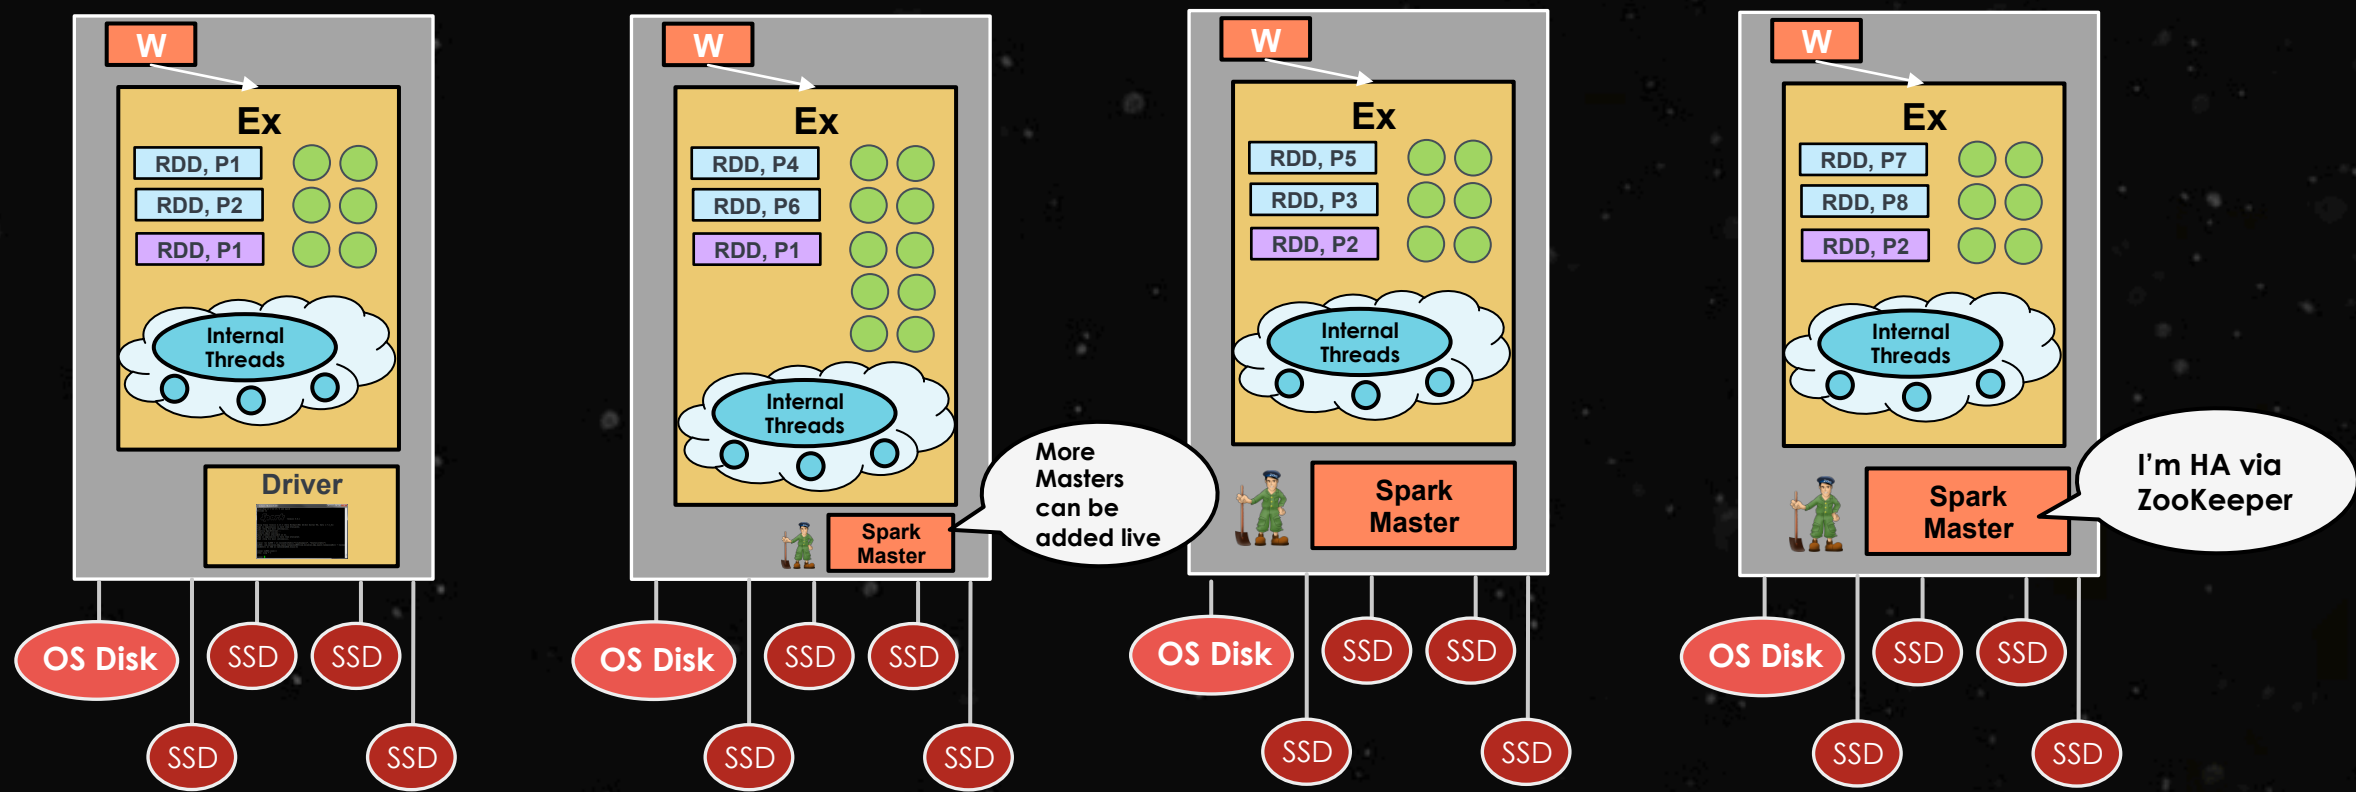 W
Ex
RDD, P1
RDD, P2
RDD, P1
Internal
Threads
Driver
OS Disk
SSD
SSD
SSD
SSD
W
Ex
RDD, P4
RDD, P6
RDD, P1
Internal
Threads
Spark
Master
More
Masters
can be
added live
OS Disk
SSD
SSD
SSD
SSD
W
Ex
RDD, P5
RDD, P3
RDD, P2
Internal
Threads
Spark
Master
OS Disk
SSD
SSD
SSD
SSD
W
Ex
RDD, P7
RDD, P8
RDD, P2
Internal
Threads
Spark
Master
I’m HA via
ZooKeeper
OS Disk
SSD
SSD
SSD
SSD